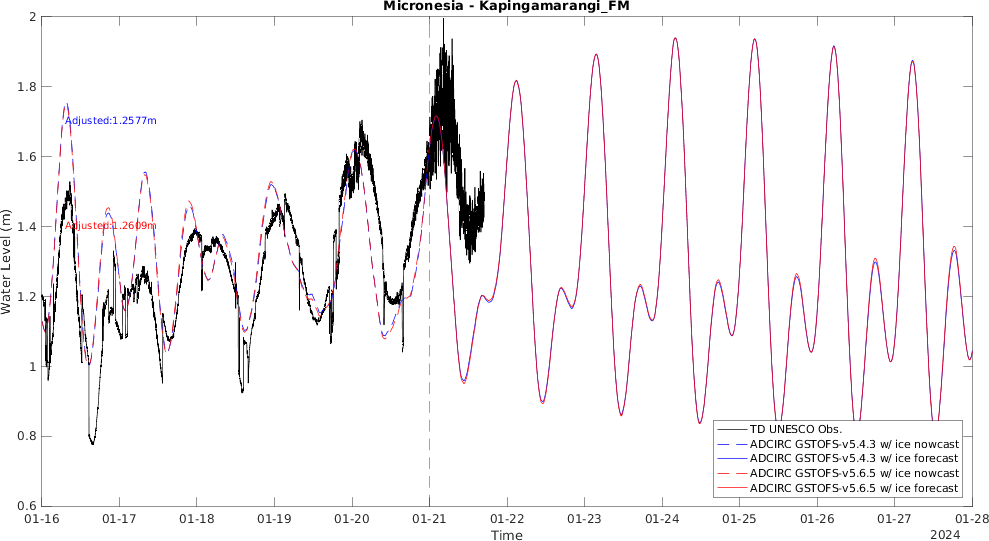 Micronesia - Kapingamarangi_FM
2
1.8
1.6
1.4
1.2
1
0.8
0.6
Water Level (m)
Adjusted:1.2577m
Adjusted:1.2609m
TD UNESCO Obs.
ADCIRC GSTOFS-v5.4.3 w/ ice nowcast
ADCIRC GSTOFS-v5.4.3 w/ ice forecast
ADCIRC GSTOFS-v5.6.5 w/ ice nowcast
ADCIRC GSTOFS-v5.6.5 w/ ice forecast
01-16 01-17 01-18 01-19 01-20 01-21 01-22 01-23 01-24 01-25 01-26 01-27 01-28
Time
2024